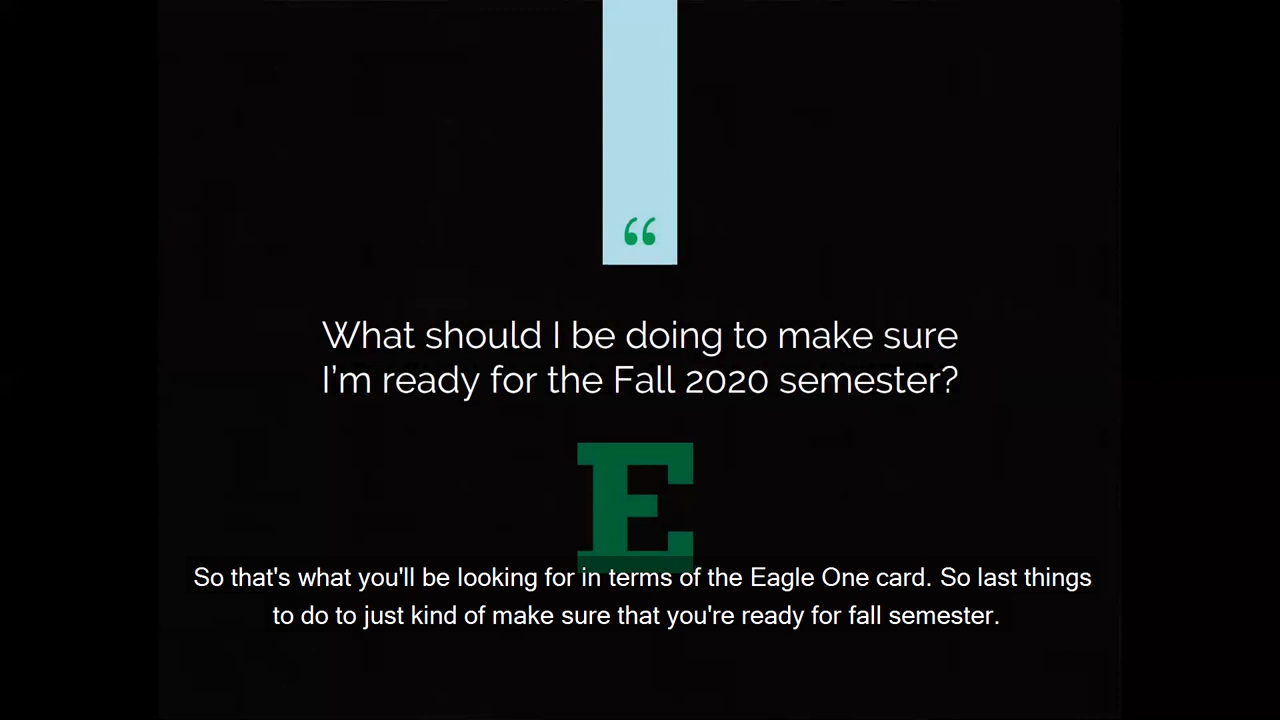 “
What should I be doing to make sure
I’m ready for the Fall 2020 semester?
E
So that's what you'll be looking for in terms of the Eagle One card. So last things
to do to just kind of make sure that you're ready for fall semester.